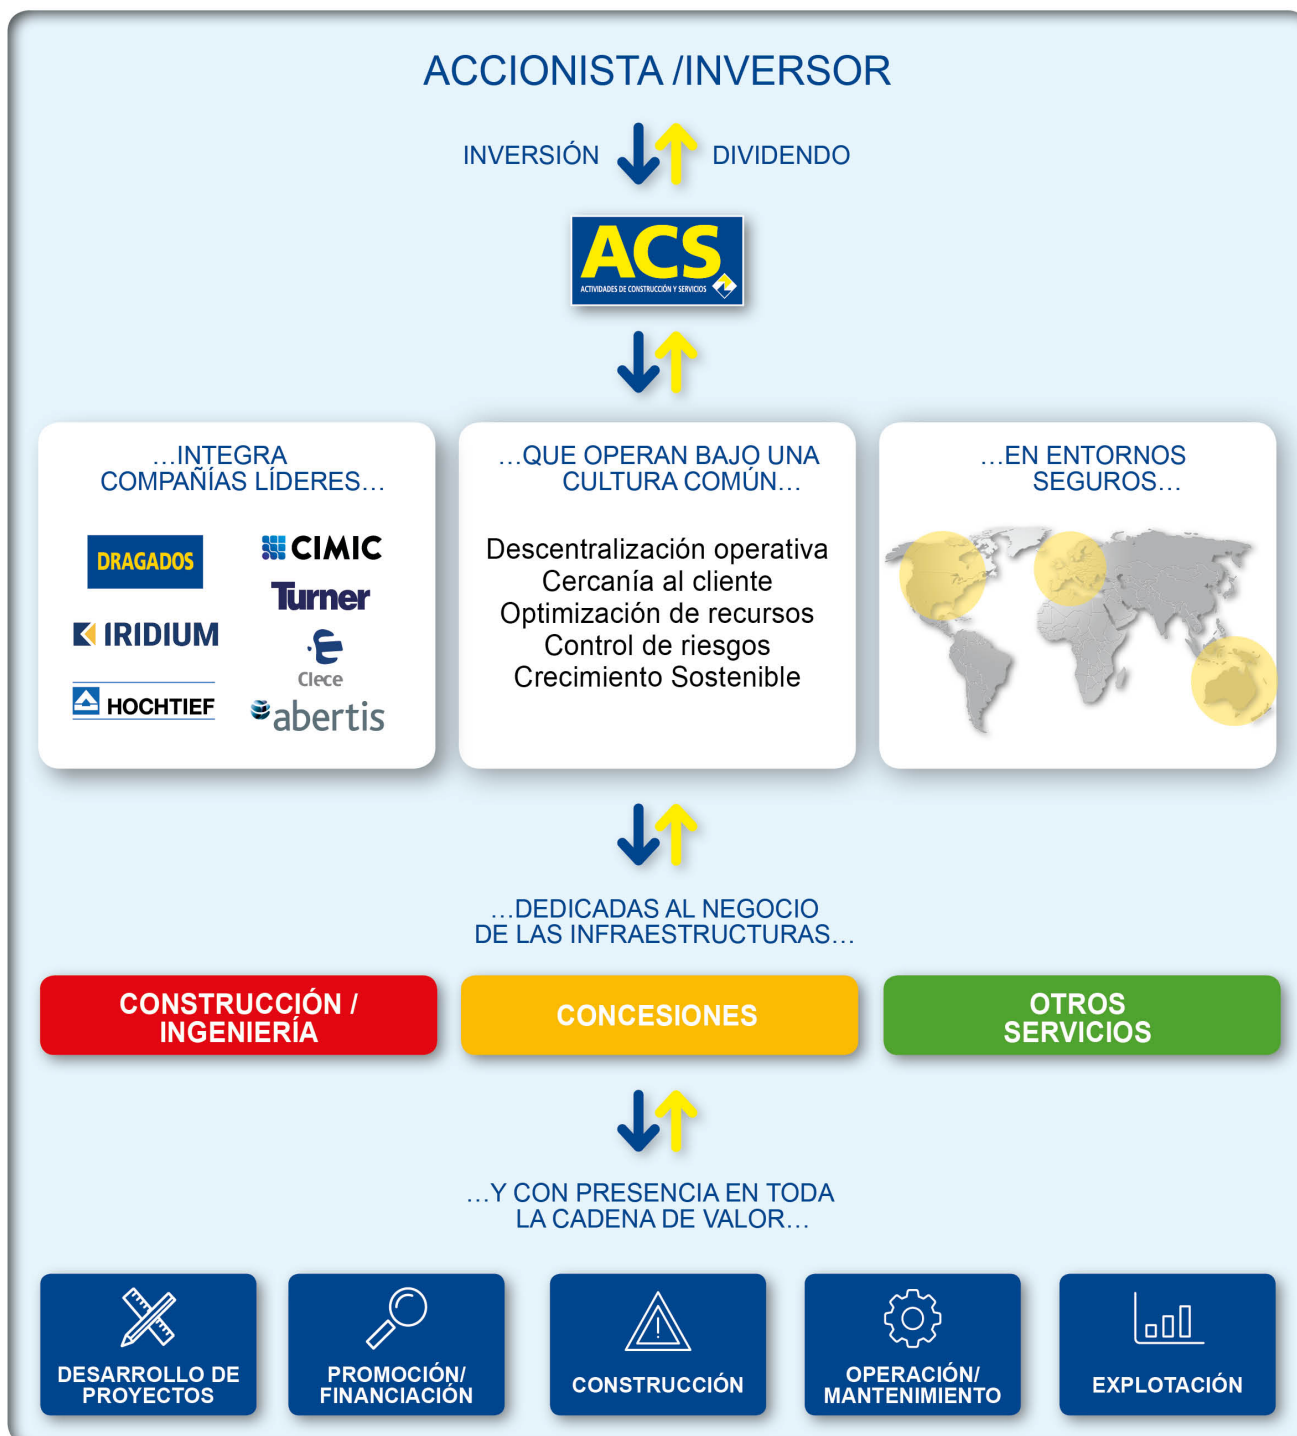 ACCIONISTA /INVERSOR
INVERSIÓN
DIVIDENDO
ACS
ACTIVIDADES DE CONSTRUCCIÓN Y SERVICIOS
...INTEGRA
COMPAÑÍAS LÍDERES...
DRAGADOS
CIMIC
Turner
IRIDIUM
Clece
HOCHTIEF
abertis
...QUE OPERAN BAJO UNA
CULTURA COMÚN...
Descentralización operativa
Cercanía al cliente
Optimización de recursos
Control de riesgos
Crecimiento Sostenible
...EN ENTORNOS
SEGUROS...
...DEDICADAS AL NEGOCIO
DE LAS INFRAESTRUCTURAS...
CONSTRUCCIÓN /
INGENIERÍA
CONCESIONES
OTROS
SERVICIOS
...Y CON PRESENCIA EN TODA
LA CADENA DE VALOR...
DESARROLLO DE
PROYECTOS
PROMOCIÓN/
FINANCIACIÓN
CONSTRUCCIÓN
OPERACIÓN/
MANTENIMIENTO
EXPLOTACIÓN